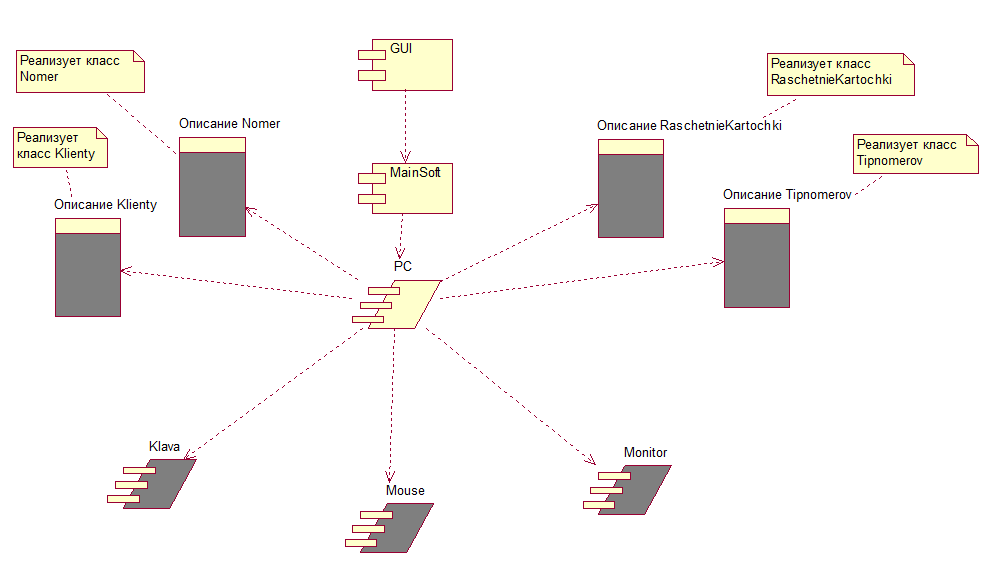 Реализует класс
Nomer
GUI
Реализует класс
RaschetnieKartochki
Описание Nomer
Описание RaschetnieKartochki
Реализует
класс Klienty
Реализует класс
Tipnomerov
MainSoft
Описание Klienty
Описание Tipnomerov
PC
Klava
Monitor
Mouse